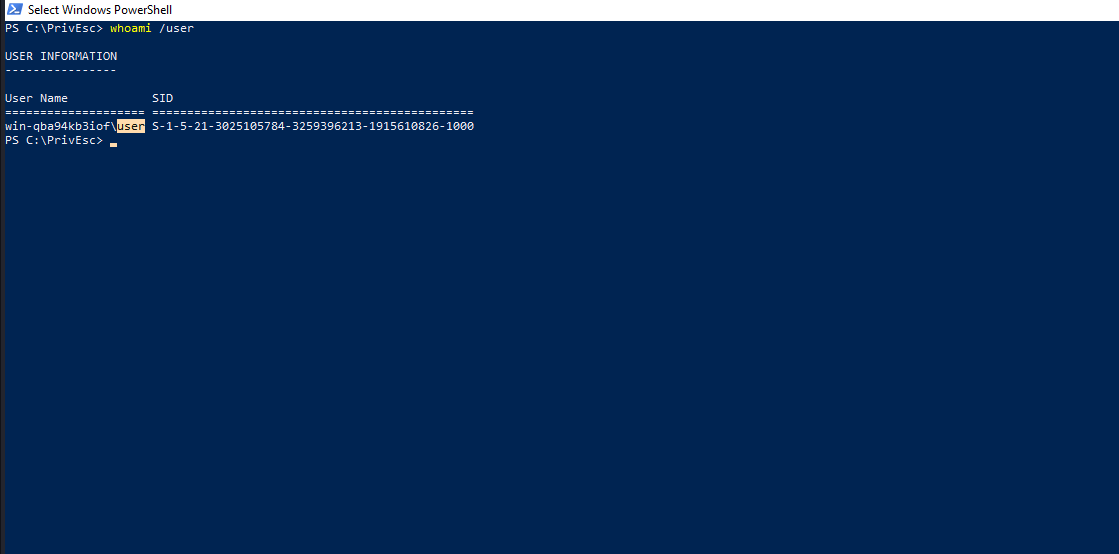 Select Windows PowerShell
PS C:\PrivEsc> whoami /user
USER INFORMATION
----------------
User Name            SID
==================== ==============================================
win-qba94kb3iof\user S-1-5-21-3025105784-3259396213-1915610826-1000
PS C:\PrivEsc>